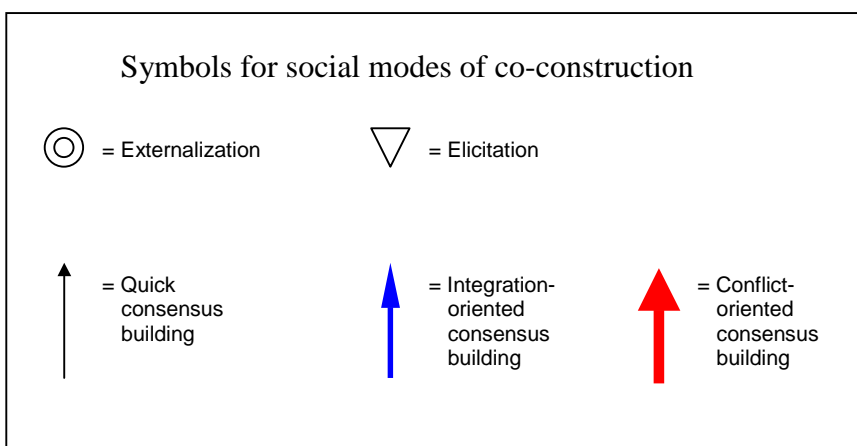 Symbols for social modes of co-construction
= Externalization
= Elicitation
= Quick
consensus
building
= Integration-
oriented
consensus
building
= Conflict-
oriented
consensus
building